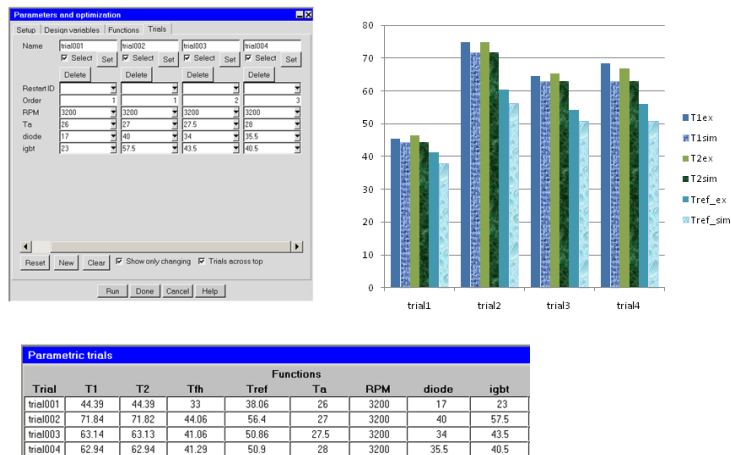 Parameters and optimization
Setup Design variables Functions Trials
Name trial001 trial002 trial003 trial004
Select Set Select Set Select Set Select Set
Delete Delete Delete Delete
Restart ID
Order 1 1 2 3
RPM 3200 3200 3200 3200
Ta 26 27 27.5 28
diode 17 40 34 35.5
igbt 23 57.5 43.5 40.5
Reset New Clear Show only changing Trials across top
Run Done Cancel Help
80
70
60
50
40
30
20
10
0
trial1 trial2 trial3 trial4
T1ex
T1sim
T2ex
T2sim
Tref_ex
Tref_sim
Parametric trials
Functions
Trial T1 T2 Tfh Tref Ta RPM diode igbt
trial001 44.39 44.39 33 38.06 26 3200 17 23
trial002 71.84 71.82 44.06 56.4 27 3200 40 57.5
trial003 63.14 63.13 41.06 50.86 27.5 3200 34 43.5
trial004 62.94 62.94 41.29 50.9 28 3200 35.5 40.5